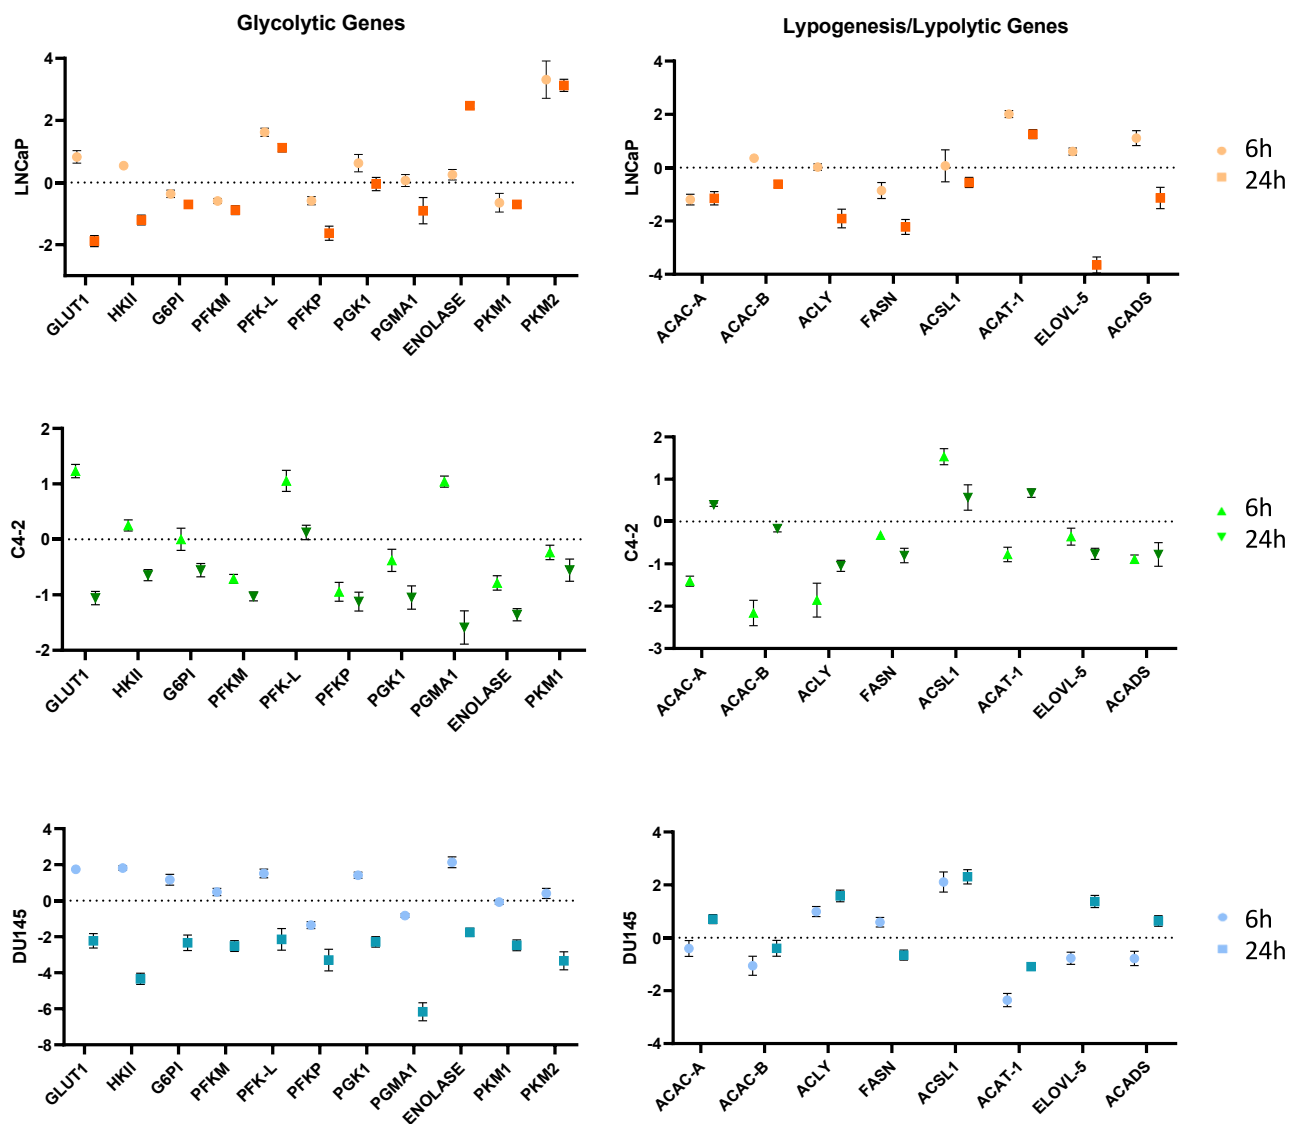 Glycolytic Genes
Lypogenesis/Lypolytic Genes
LNCaP
4
2
0
-2
GLUT1
HKII
G6PI
PFKM
PFK-L
PFKP
PGK1
PGMA1
ENOLASE
PKM1
PKM2
LNCaP
4
2
0
-2
-4
ACAC-A
ACAC-B
ACLY
FASN
ACSL1
ACAT-1
ELOVL-5
ACADS
6h
24h
C4-2
2
1
0
-1
-2
GLUT1
HKII
G6PI
PFKM
PFK-L
PFKP
PGK1
PGMA1
ENOLASE
PKM1
C4-2
2
1
0
-1
-2
-3
ACAC-A
ACAC-B
ACLY
FASN
ACSL1
ACAT-1
ELOVL-5
ACADS
6h
24h
DU145
4
2
0
-2
-4
-6
-8
GLUT1
HKII
G6PI
PFKM
PFK-L
PFKP
PGK1
PGMA1
ENOLASE
PKM1
PKM2
DU145
4
2
0
-2
-4
ACAC-A
ACAC-B
ACLY
FASN
ACSL1
ACAT-1
ELOVL-5
ACADS
6h
24h